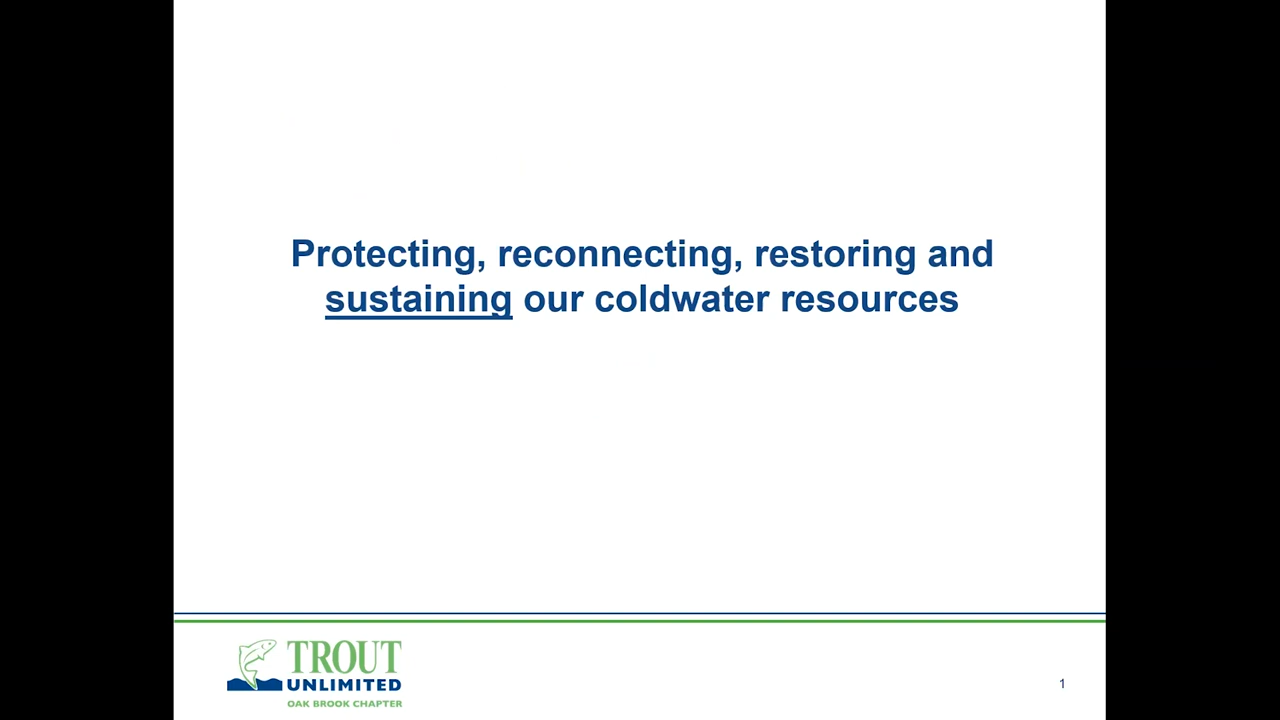 Protecting, reconnecting, restoring and
sustaining our coldwater resources
TROUT
UNLIMITED
OAK BROOK CHAPTER
1